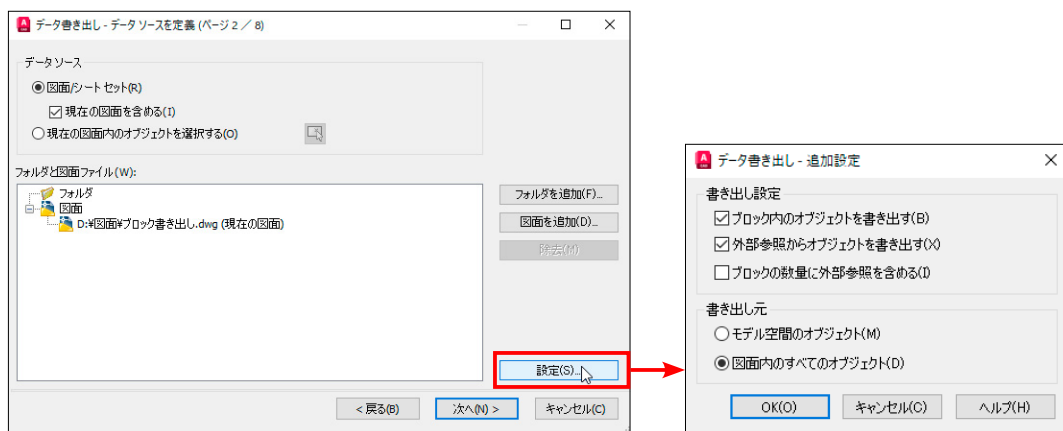 データ書き出し - データ ソースを定義 (ページ 2 / 8)
データ ソース
図面/シート セット(R)
現在の図面を含める(I)
現在の図面内のオブジェクトを選択する(O)
フォルダと図面ファイル(W):
フォルダ
図面
D:¥図面¥ブロック書き出し.dwg (現在の図面)
フォルダを追加(F)...
図面を追加(D)...
除去(M)
設定(S)...
< 戻る(B)
次へ(N) >
キャンセル(C)
データ書き出し - 追加設定
書き出し設定
ブロック内のオブジェクトを書き出す(B)
外部参照からオブジェクトを書き出す(X)
ブロックの数量に外部参照を含める(I)
書き出し元
モデル空間のオブジェクト(M)
図面内のすべてのオブジェクト(D)
OK(O)
キャンセル(C)
ヘルプ(H)